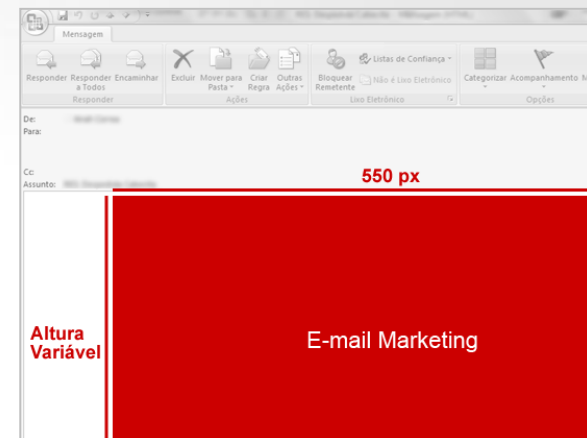 Mensagem
Responder Responder a Todos Encaminhar
Excluir Mover para Pasta Criar Regra Outras Ações
Bloquear Remetente Listas de Confiança Não é Lixo Eletrônico
Categorizar Acompanhamento
Responder Ações Lixo Eletrônico Opções
De:
Para:
Cc:
Assunto:
550 px
Altura
Variável
E-mail Marketing